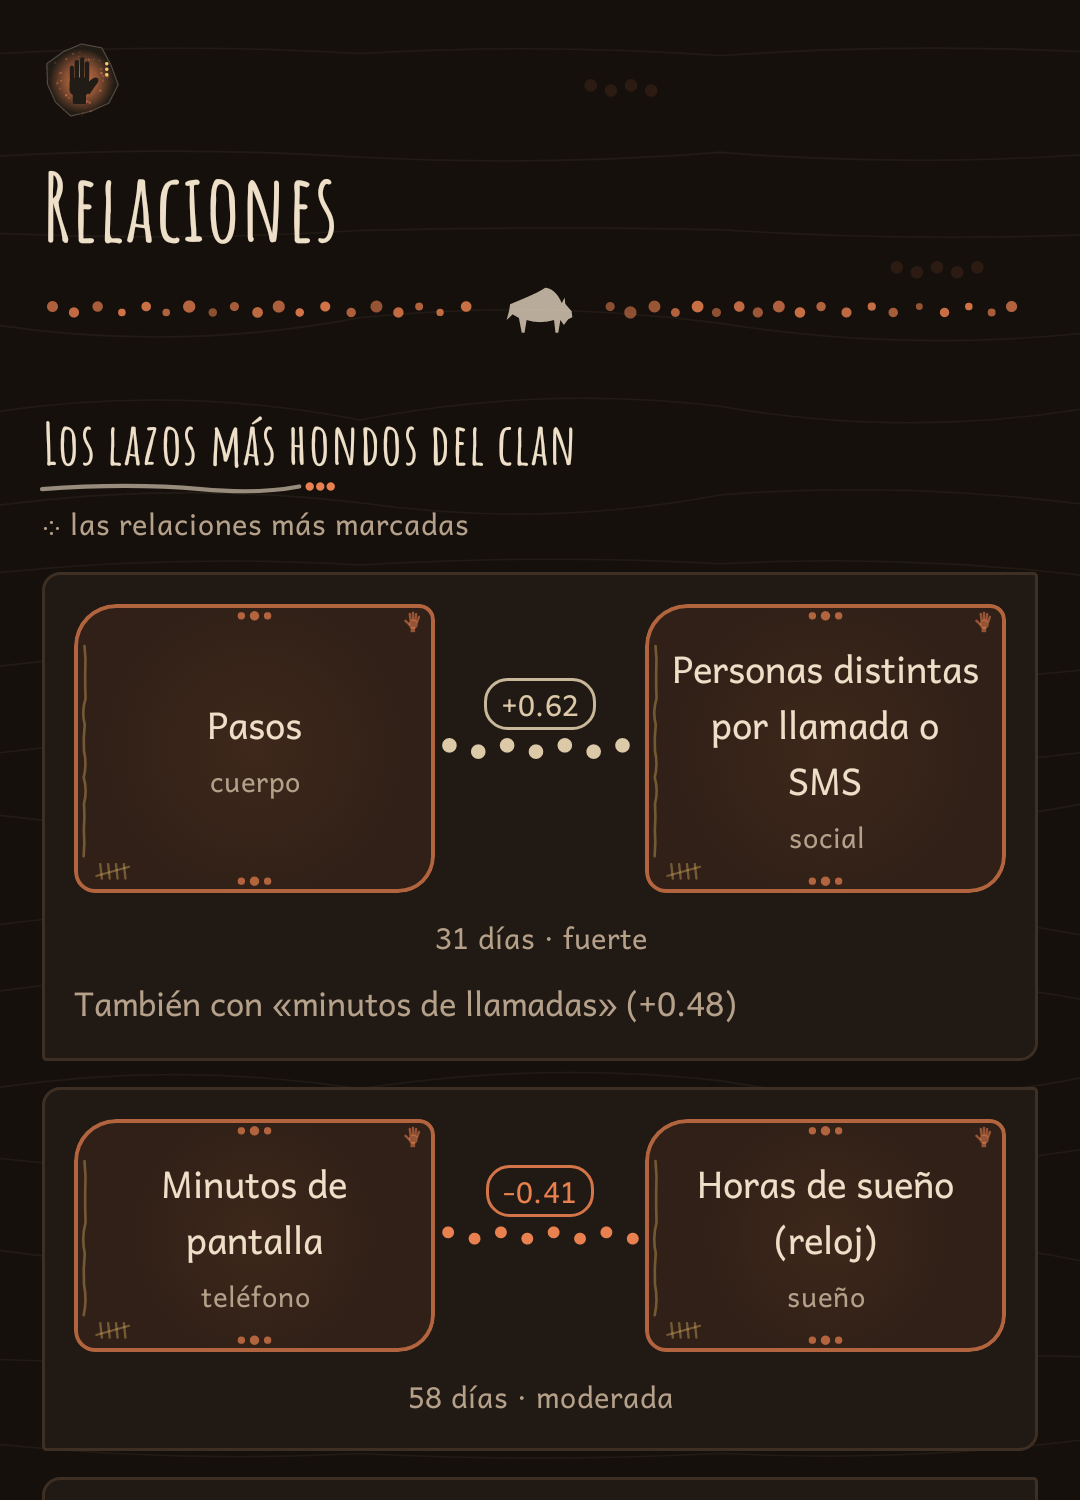 Relaciones
Los lazos más hondos del clan
las relaciones más marcadas
Pasos
cuerpo
+0.62
Personas distintas
por llamada o
SMS
social
31 días · fuerte
También con «minutos de llamadas» (+0.48)
Minutos de
pantalla
teléfono
-0.41
Horas de sueño
(reloj)
sueño
58 días · moderada